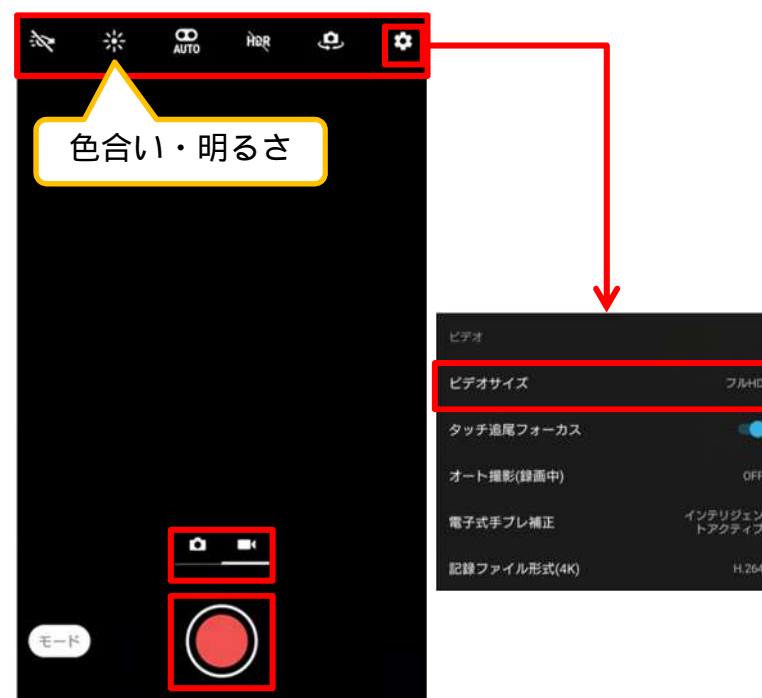 AUTO
HDR
色合い・明るさ
モード
ビデオ
ビデオサイズ フルHD
タッチ追尾フォーカス
オート撮影(録画中) OFF
電子式手ブレ補正 インテリジェン
トアクティブ
記録ファイル形式(4K) H.264